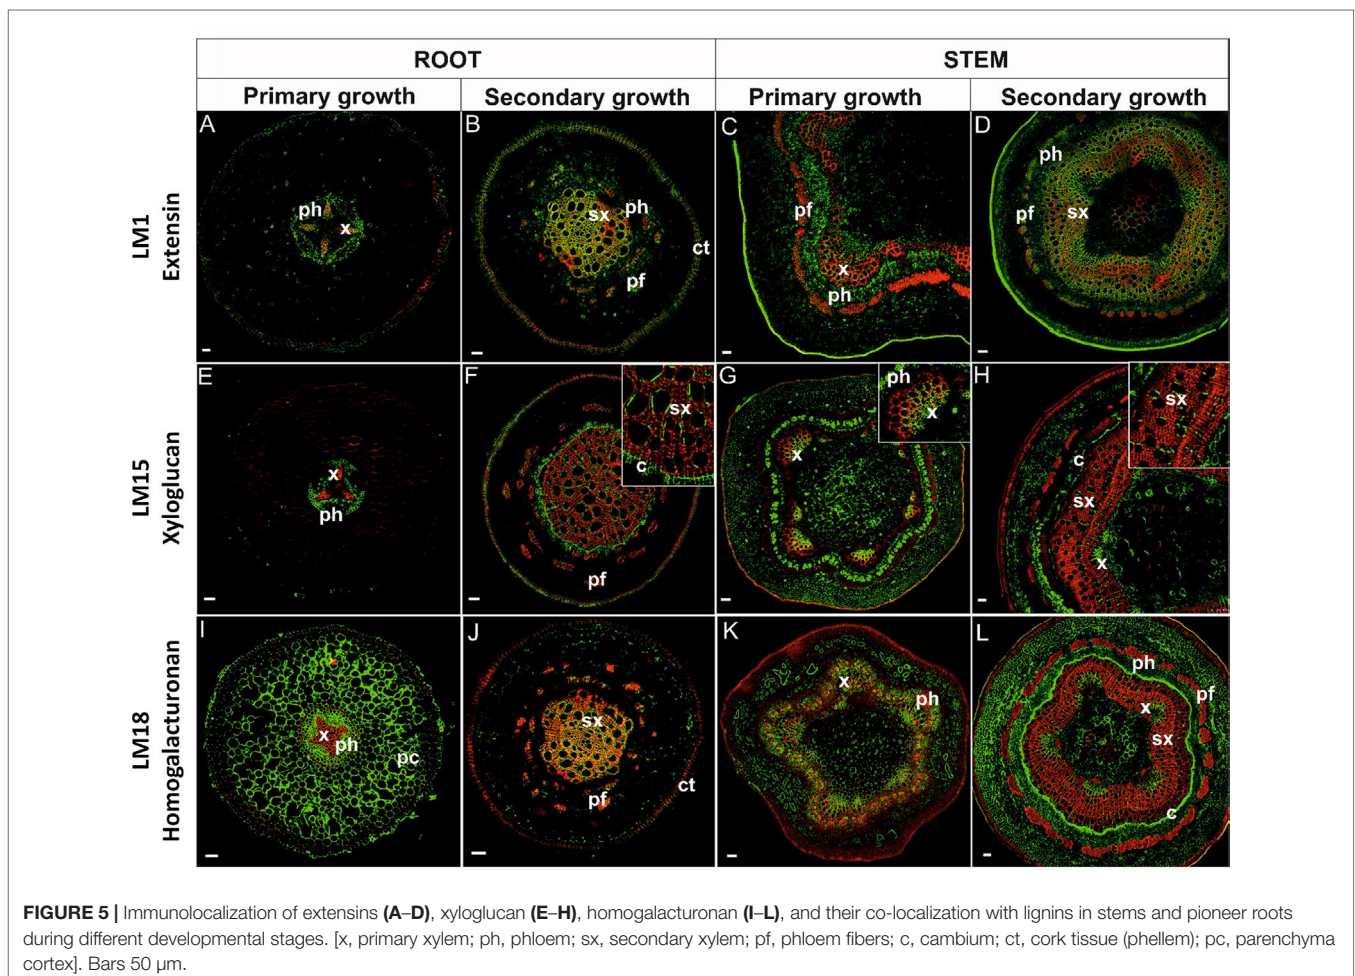 ROOT STEM
Primary growth Secondary growth Primary growth Secondary growth
LM1
Extensin
A
ph
x
B
sx
ph
ct
pf
C
pf
x
ph
D
ph
pf
sx
LM15
Xyloglucan
E
x
ph
F
sx
c
pf
G
ph
x
x
H
sx
c
sx
x
LM18
Homogalacturonan
I
x
ph
pc
J
sx
pf
ct
K
x
ph
L
ph
pf
x
sx
c
FIGURE 5 | Immunolocalization of extensins (A–D), xyloglucan (E–H), homogalacturonan (I–L), and their co-localization with lignins in stems and pioneer roots
during different developmental stages. [x, primary xylem; ph, phloem; sx, secondary xylem; pf, phloem fibers; c, cambium; ct, cork tissue (phellem); pc, parenchyma
cortex]. Bars 50 µm.